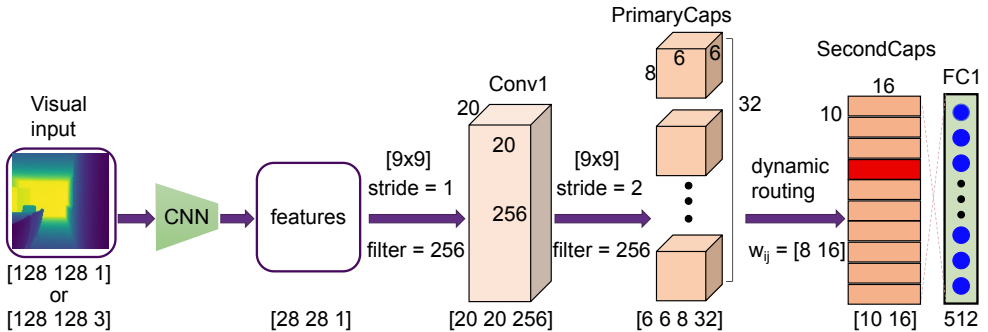 Visual
input
[128 128 1]
or
[128 128 3]
CNN
features
[28 28 1]
[9x9]
stride = 1
filter = 256
Conv1
20
20
256
[20 20 256]
[9x9]
stride = 2
filter = 256
PrimaryCaps
8
6
6
32
[6 6 8 32]
dynamic
routing
w_ij = [8 16]
SecondCaps
16
10
[10 16]
FC1
512